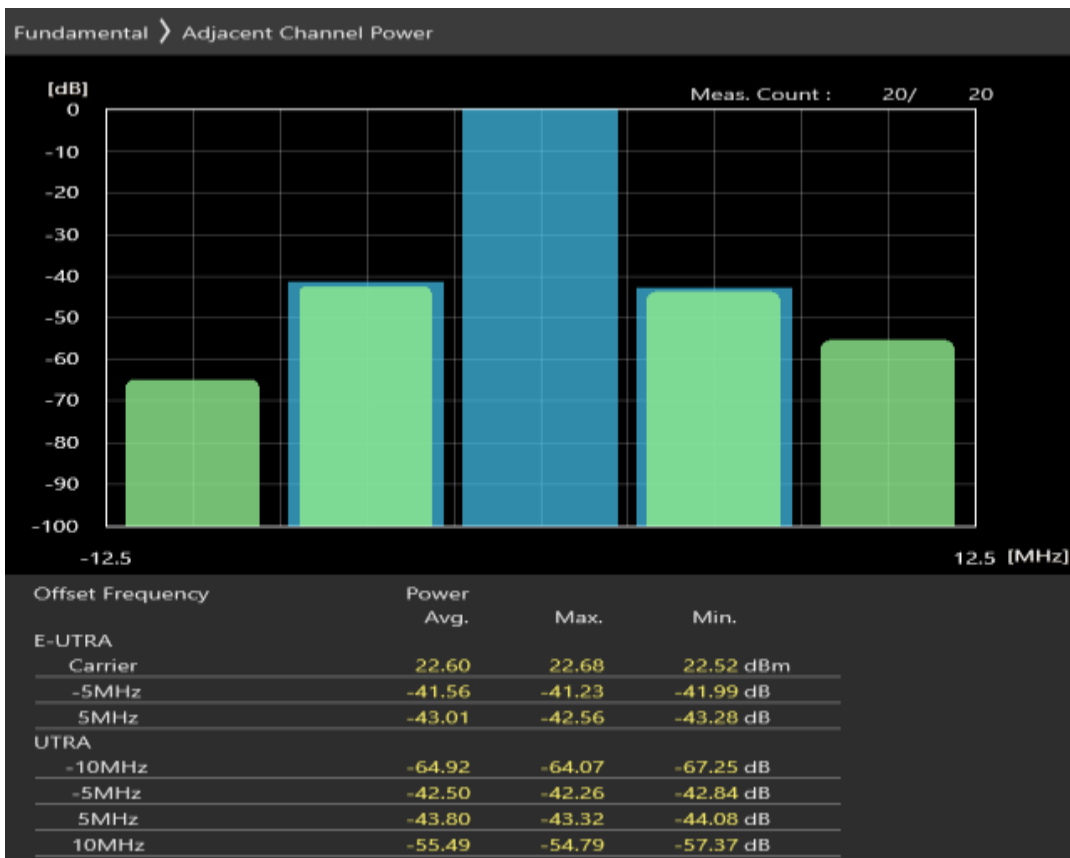 Fundamental 〉 Adjacent Channel Power
[dB]
Meas. Count : 20/ 20
0
-10
-20
-30
-40
-50
-60
-70
-80
-90
-100
-12.5 12.5 [MHz]
Offset Frequency Power
Avg. Max. Min.
E-UTRA
Carrier 22.60 22.68 22.52 dBm
-5MHz -41.56 -41.23 -41.99 dB
5MHz -43.01 -42.56 -43.28 dB
UTRA
-10MHz -64.92 -64.07 -67.25 dB
-5MHz -42.50 -42.26 -42.84 dB
5MHz -43.80 -43.32 -44.08 dB
10MHz -55.49 -54.79 -57.37 dB